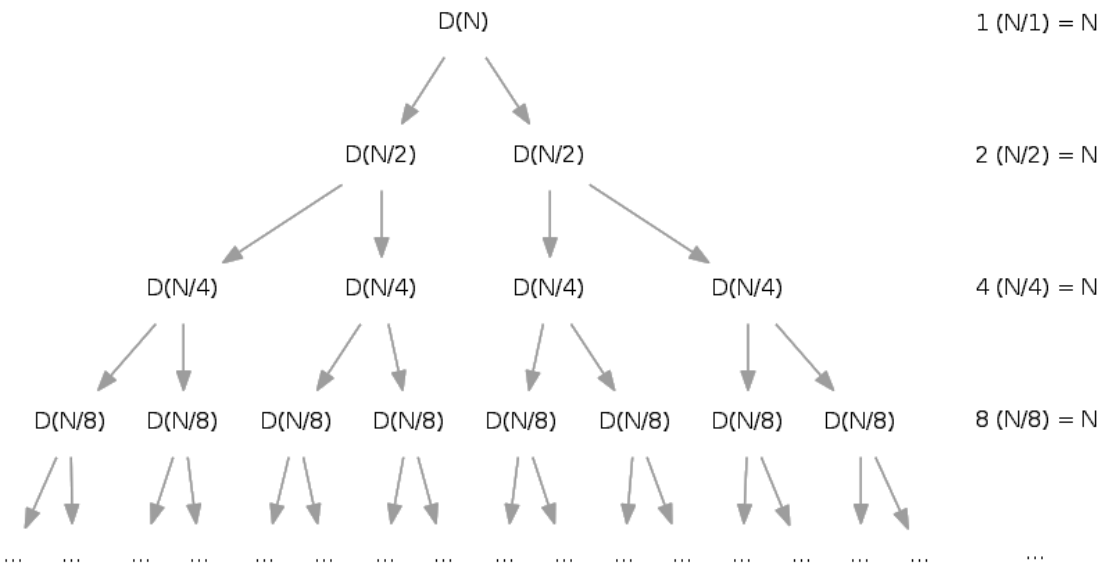 D(N) 1 (N/1) = N
D(N/2) D(N/2) 2 (N/2) = N
D(N/4) D(N/4) D(N/4) D(N/4) 4 (N/4) = N
D(N/8) D(N/8) D(N/8) D(N/8) D(N/8) D(N/8) D(N/8) D(N/8) 8 (N/8) = N
... ... ... ... ... ... ... ... ... ... ... ... ... ... ... ... ...